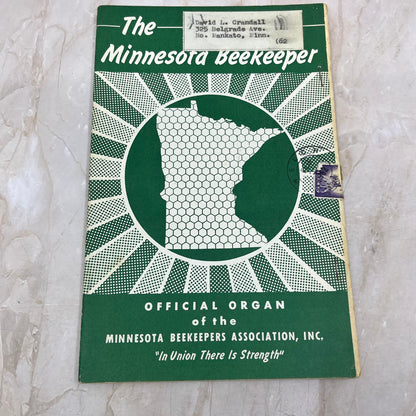 The
David L. Crandall
325 Belgrade Ave.
No. Mankato, Minn.
(62
Minnesota Beekeeper
OFFICIAL ORGAN
of the
MINNESOTA BEEKEEPERS ASSOCIATION, INC.
"In Union There Is Strength"